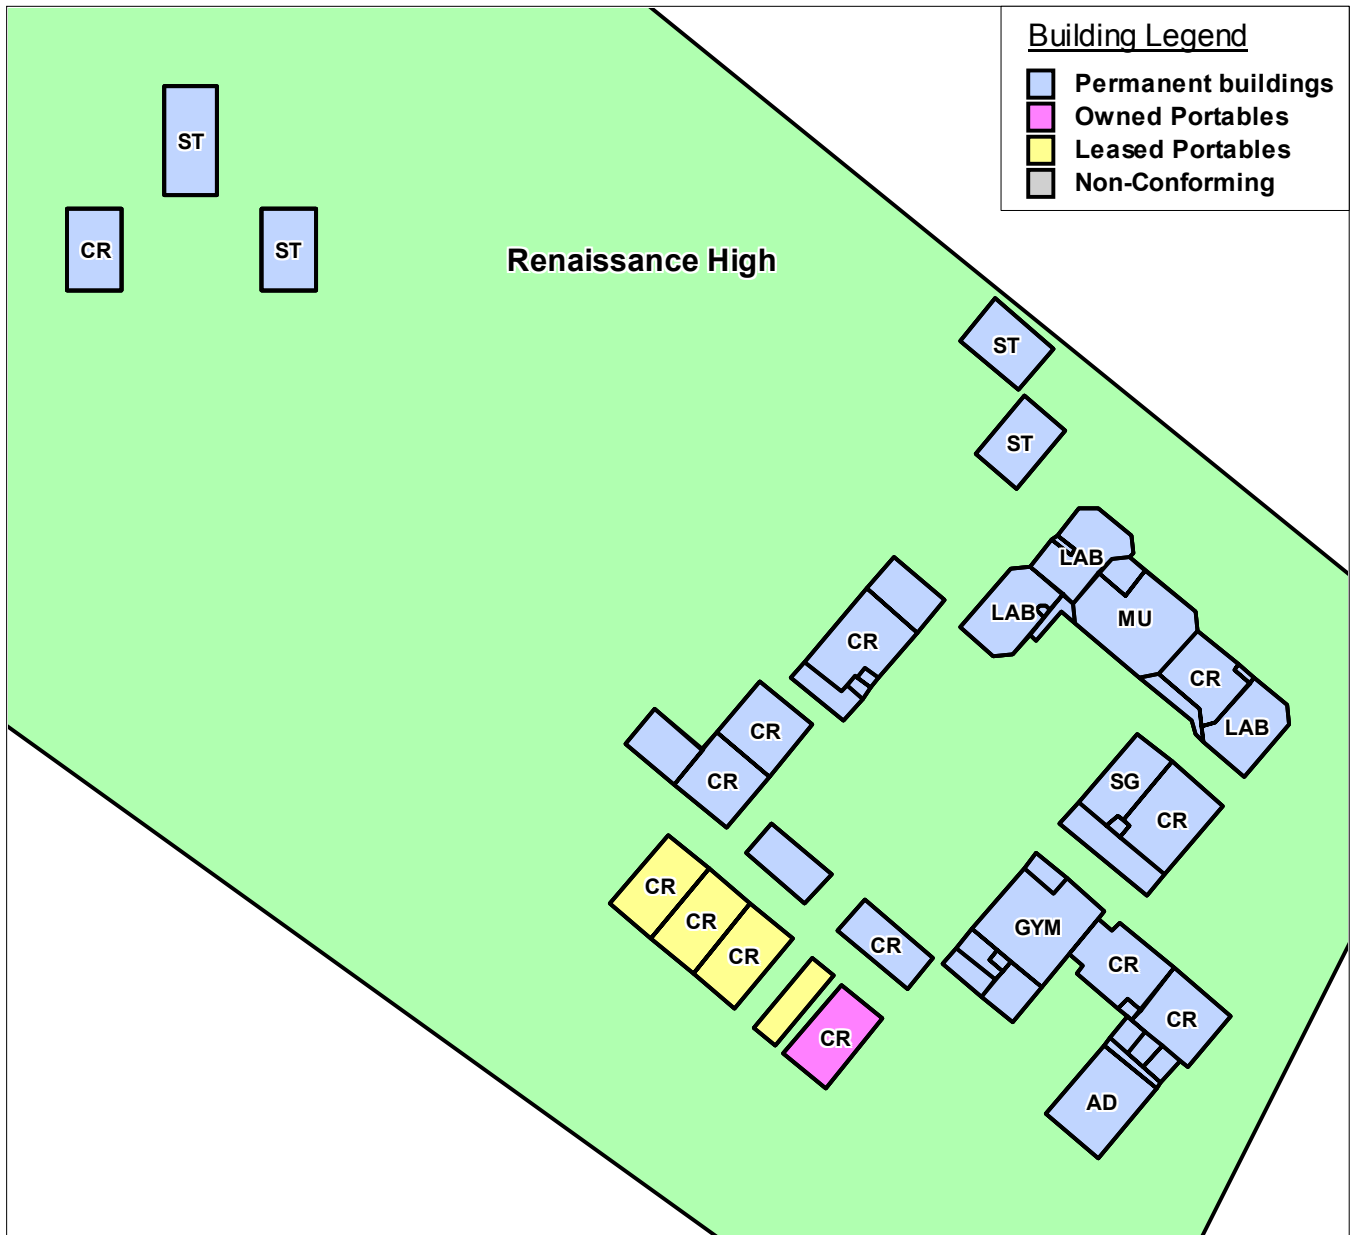 Building Legend
Permanent buildings
Owned Portables
Leased Portables
Non-Conforming
ST
CR
ST
Renaissance High
ST
ST
LAB
LAB
MU
CR
CR
LAB
CR
CR
SG
CR
CR
CR
CR
CR
GYM
CR
CR
CR
AD